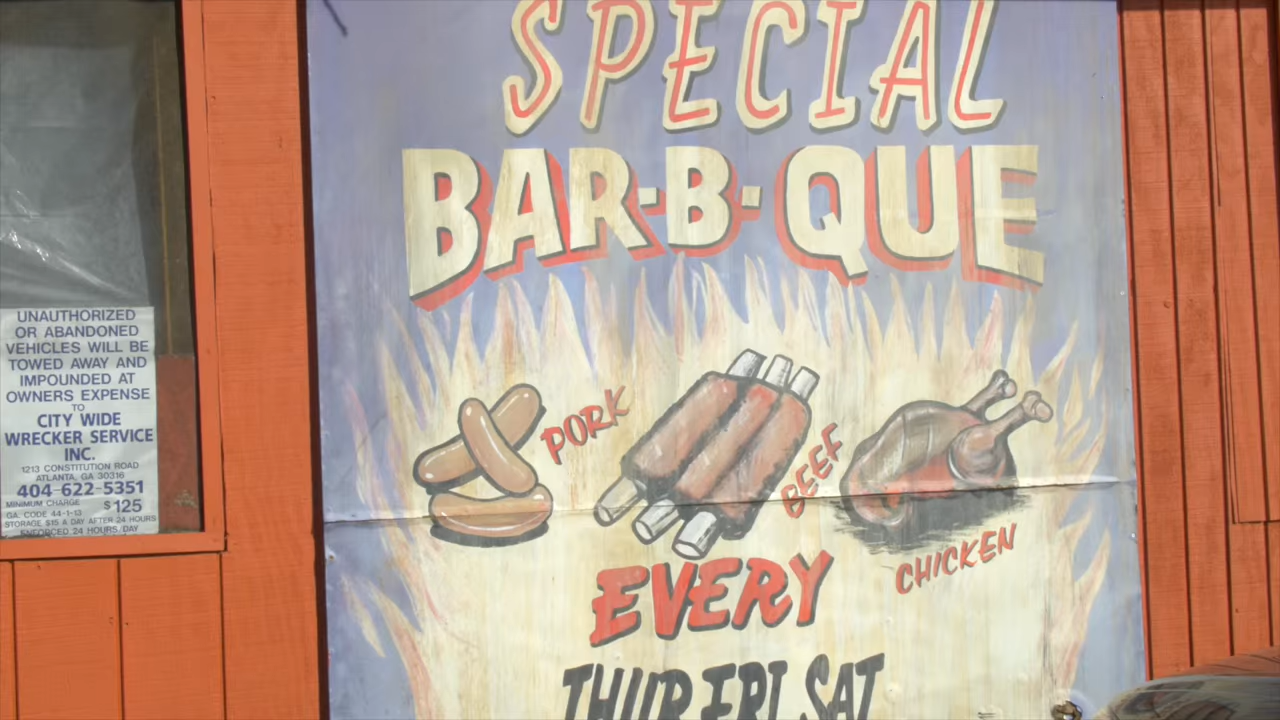 SPECIAL
BAR-B-QUE
PORK
BEEF
CHICKEN
EVERY
THUR FRI SAT
UNAUTHORIZED
OR ABANDONED
VEHICLES WILL BE
TOWED AWAY AND
IMPOUNDED AT
OWNERS EXPENSE
TO
CITY WIDE
WRECKER SERVICE
INC.
1213 CONSTITUTION ROAD
ATLANTA, GA 30316
404-622-5351
MINIMUM CHARGE $125
GA. CODE 44-1-13
STORAGE $15 A DAY AFTER 24 HOURS
ENFORCED 24 HOURS DAY